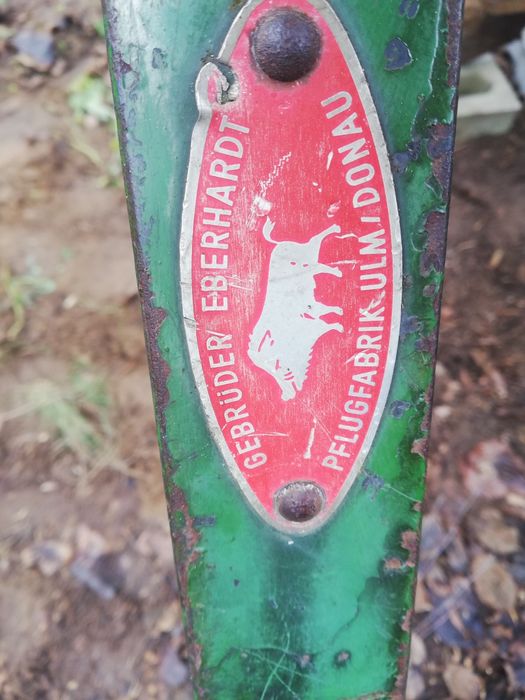 GEBRÜDER EBERHARDT
PFLUGFABRIK ULM/DONAU